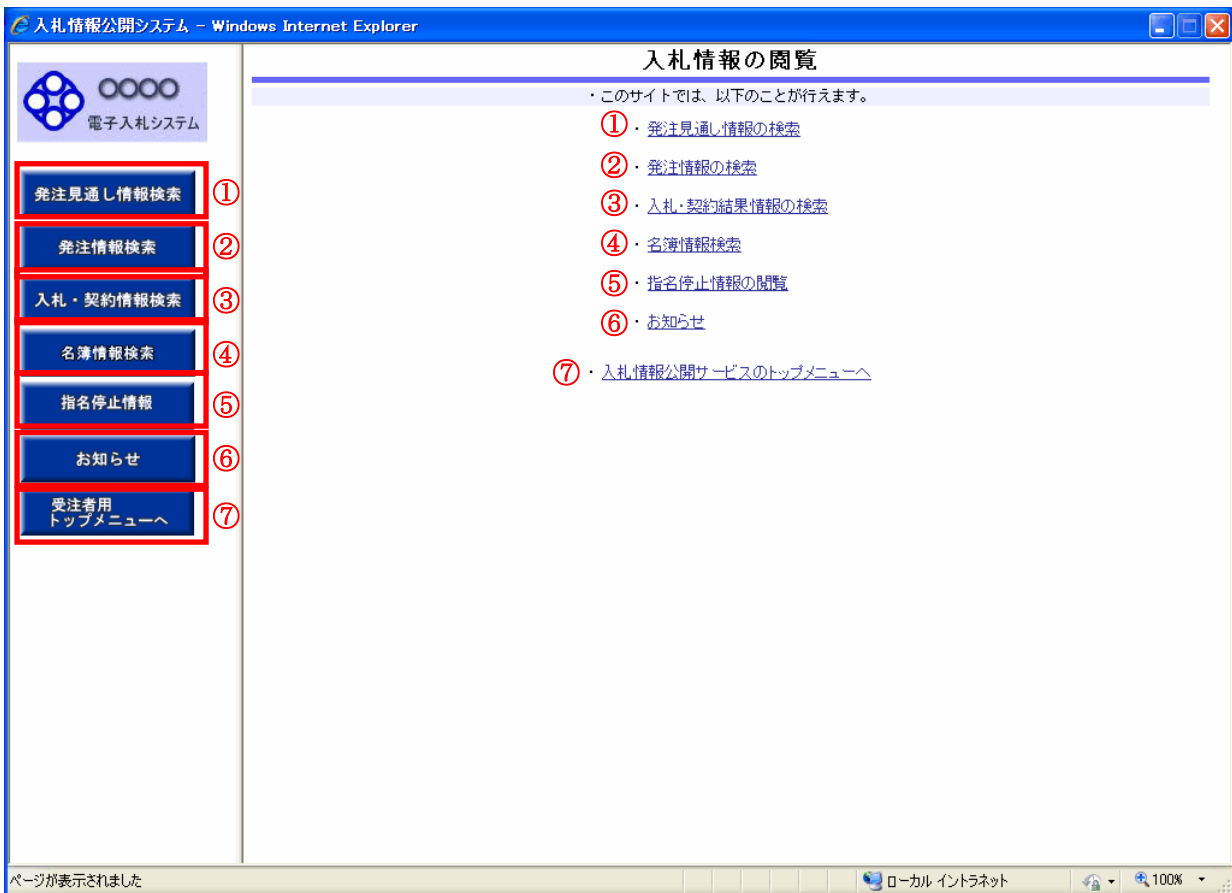 入札情報公開システム - Windows Internet Explorer
○○○○
電子入札システム
発注見通し情報検索 ①
発注情報検索 ②
入札・契約情報検索 ③
名簿情報検索 ④
指名停止情報 ⑤
お知らせ ⑥
受注者用
トップメニューへ ⑦
入札情報の閲覧
・このサイトでは、以下のことが行えます。
①・発注見通し情報の検索
②・発注情報の検索
③・入札・契約結果情報の検索
④・名簿情報検索
⑤・指名停止情報の閲覧
⑥・お知らせ
⑦・入札情報公開サービスのトップメニューへ
ページが表示されました
ローカル イントラネット
100%